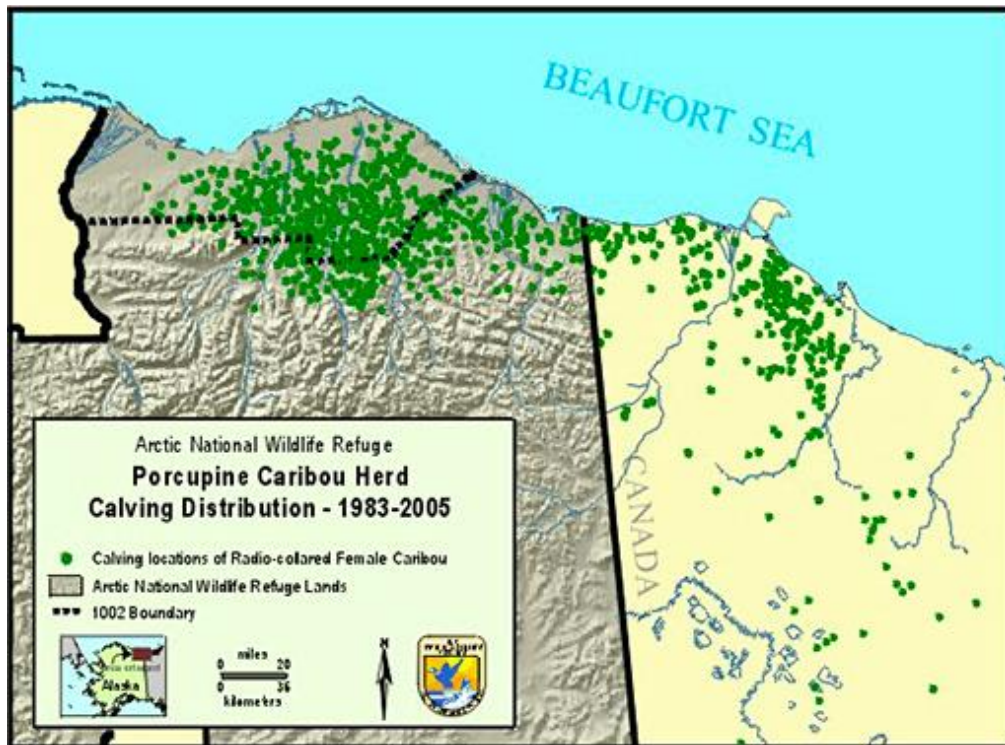 BEAUFORT SEA
CANADA
Arctic National Wildlife Refuge
Porcupine Caribou Herd
Calving Distribution - 1983-2005
Calving locations of Radio-collared Female Caribou
Arctic National Wildlife Refuge Lands
1002 Boundary
Alaska
miles
0 20
0 36
kilometers
N